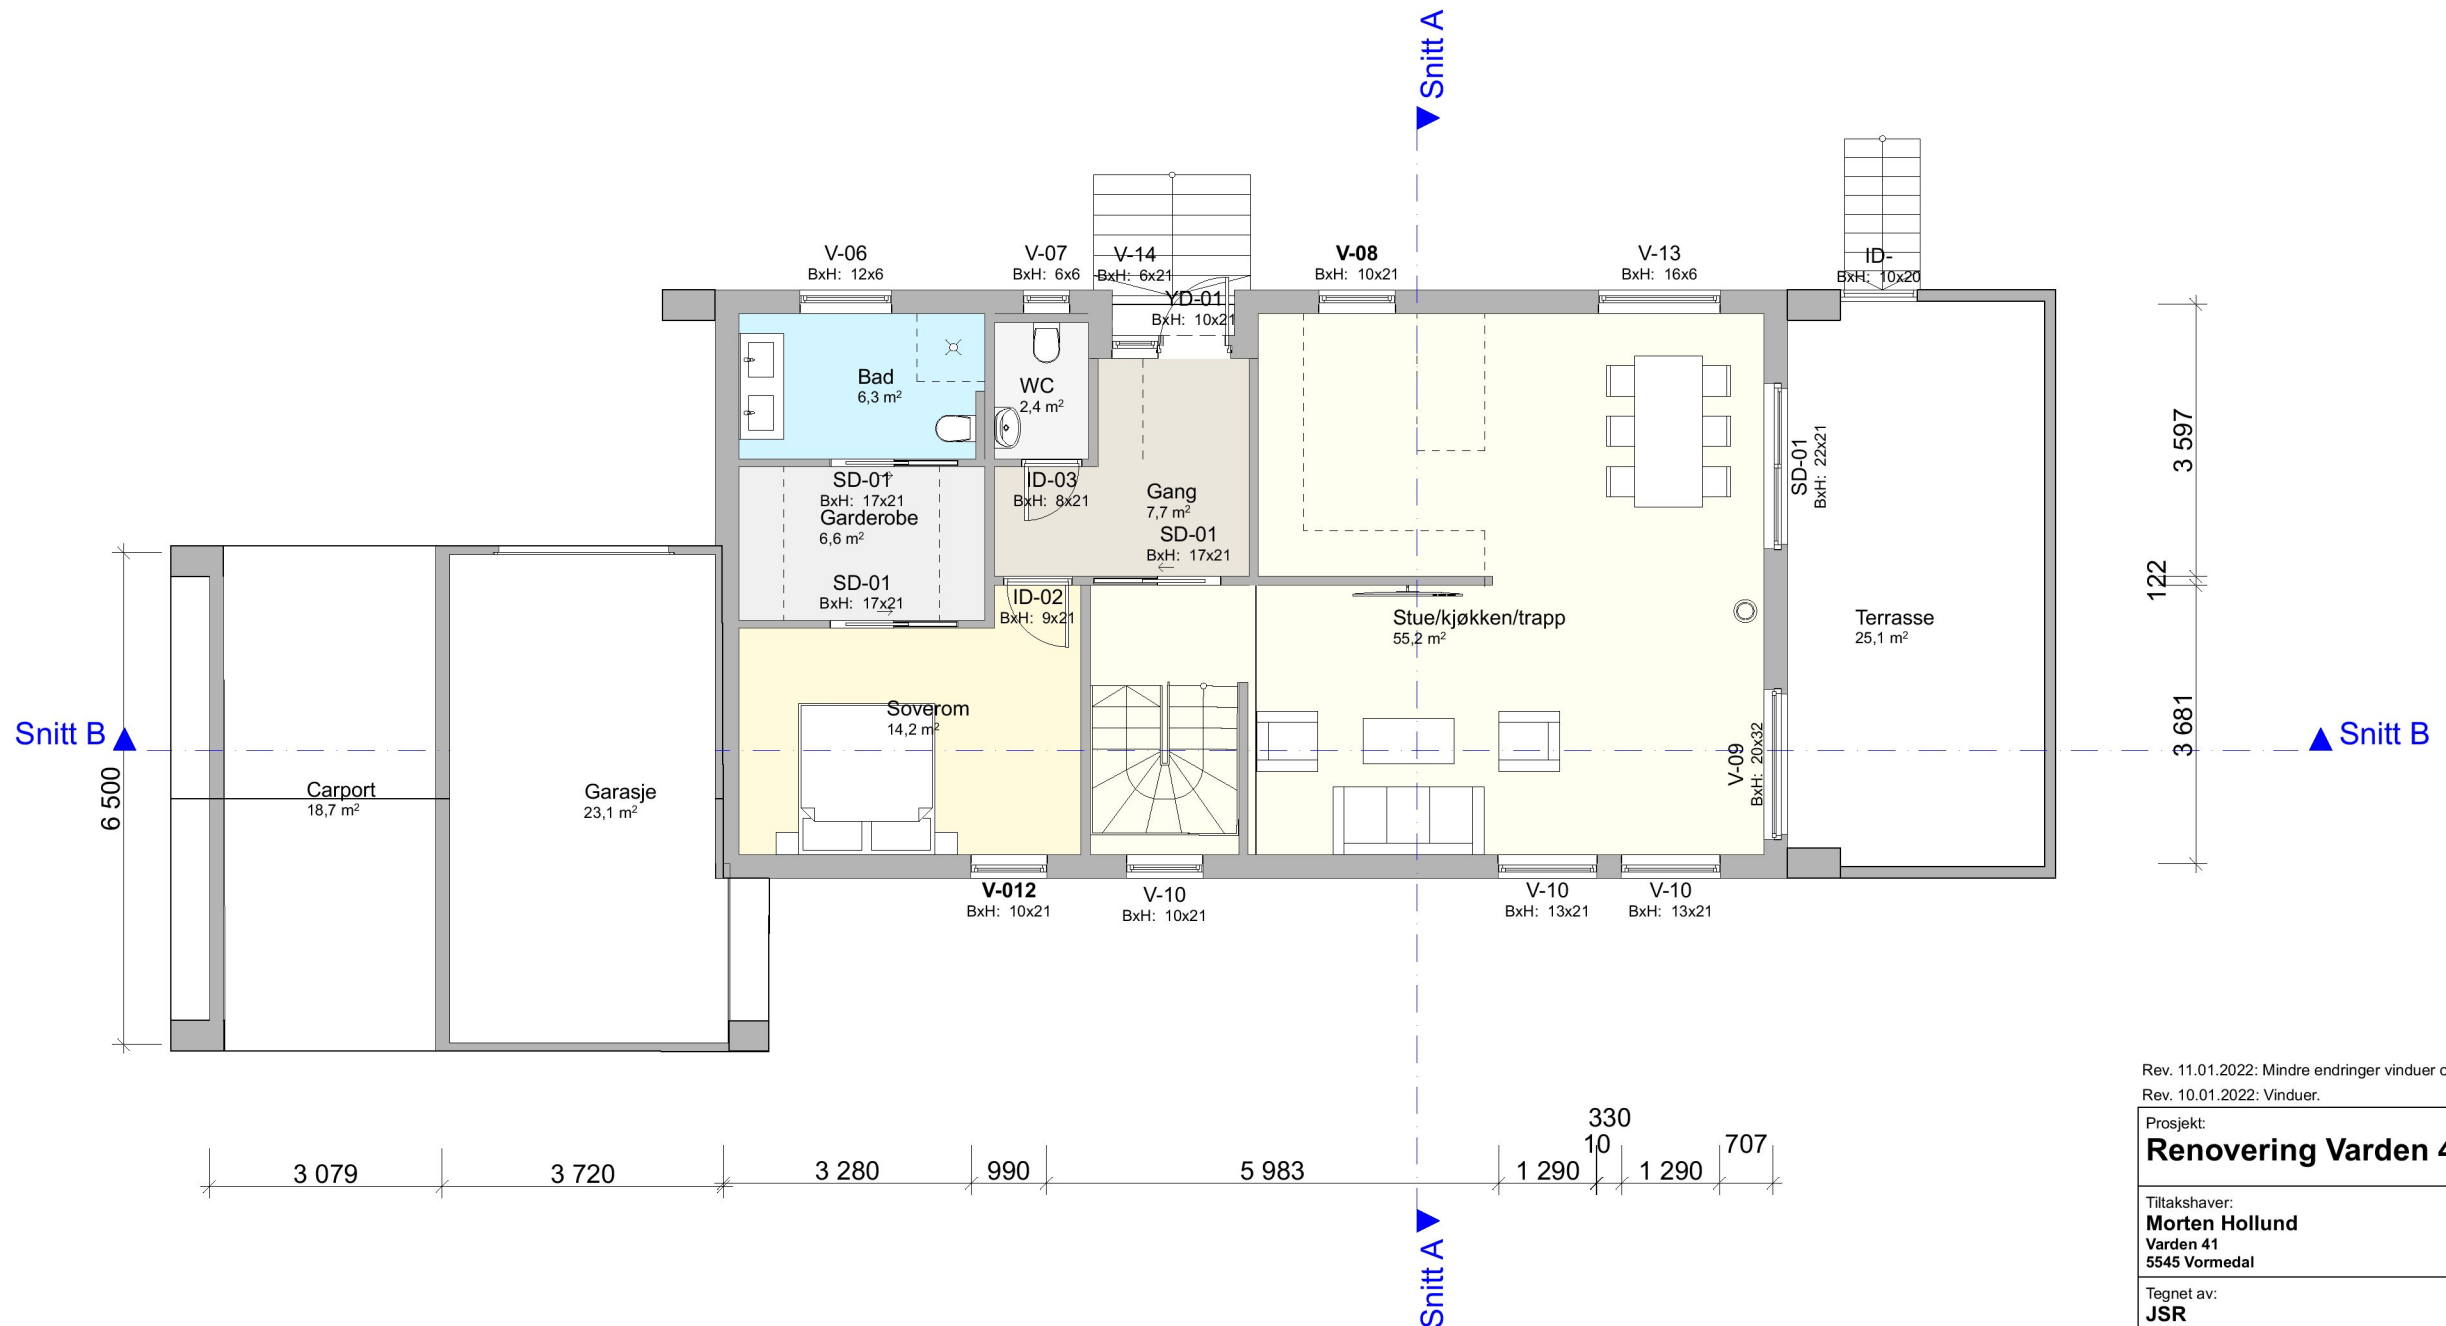 Snitt A
V-06
BxH: 12x6
V-07
BxH: 6x6
V-14
BxH: 6x21
YD-01
BxH: 10x21
V-08
BxH: 10x21
V-13
BxH: 16x6
ID-
BxH: 10x20
Bad
6,3 m²
WC
2,4 m²
SD-01
BxH: 17x21
Garderobe
6,6 m²
SD-01
BxH: 17x21
ID-03
BxH: 8x21
Gang
7,7 m²
SD-01
BxH: 17x21
ID-02
BxH: 9x21
SD-01
BxH: 22x21
3 597
122
3 681
Stue/kjøkken/trapp
55,2 m²
Terrasse
25,1 m²
Soverom
14,2 m²
V-09
BxH: 20x32
Snitt B
Snitt B
6 500
Carport
18,7 m²
Garasje
23,1 m²
V-012
BxH: 10x21
V-10
BxH: 10x21
V-10
BxH: 13x21
V-10
BxH: 13x21
3 079
3 720
3 280
990
5 983
1 290
330
10
1 290
707
Snitt A
Rev. 11.01.2022: Mindre endringer vinduer
Rev. 10.01.2022: Vinduer.
Prosjekt:
Renovering Varden 4
Tiltakshaver:
Morten Hollund
Varden 41
5545 Vormedal
Tegnet av:
JSR